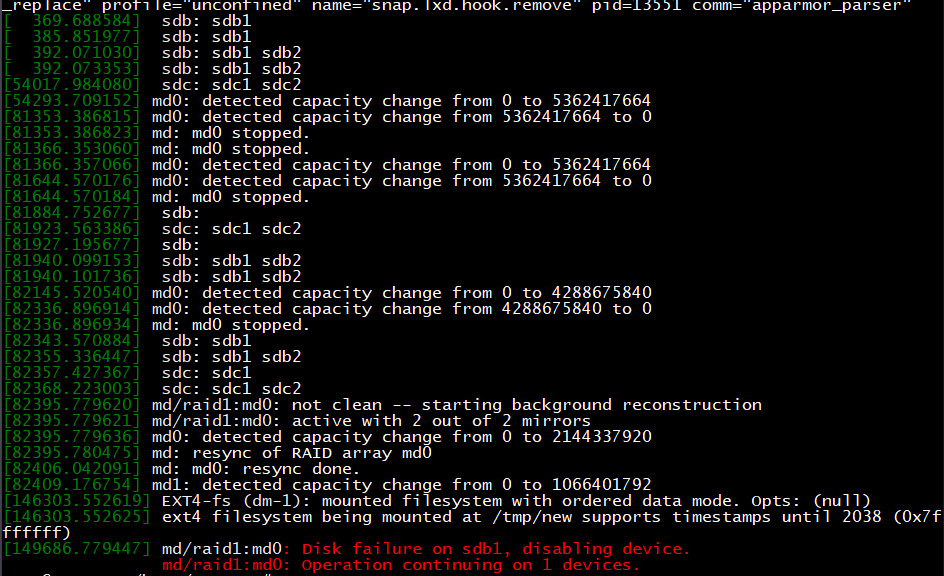 _replace" profile="unconfined" name="snap.lxd.hook.remove" pid=13551 comm="apparmor_parser"
[  369.688584]  sdb: sdb1
[  385.851977]  sdb: sdb1
[  392.071030]  sdb: sdb1 sdb2
[  392.073353]  sdb: sdb1 sdb2
[54017.984080]  sdc: sdc1 sdc2
[54293.709152] md0: detected capacity change from 0 to 5362417664
[81353.386815] md0: detected capacity change from 5362417664 to 0
[81353.386823] md: md0 stopped.
[81366.353060] md: md0 stopped.
[81366.357066] md0: detected capacity change from 0 to 5362417664
[81644.570176] md0: detected capacity change from 5362417664 to 0
[81644.570184] md: md0 stopped.
[81884.752677]  sdb:
[81923.563386]  sdc: sdc1 sdc2
[81927.195677]  sdb:
[81940.099153]  sdb: sdb1 sdb2
[81940.101736]  sdb: sdb1 sdb2
[82145.520540] md0: detected capacity change from 0 to 4288675840
[82336.896914] md0: detected capacity change from 4288675840 to 0
[82336.896934] md: md0 stopped.
[82343.570884]  sdb: sdb1
[82355.336447]  sdb: sdb1 sdb2
[82357.427367]  sdc: sdc1
[82368.223003]  sdc: sdc1 sdc2
[82395.779620] md/raid1:md0: not clean -- starting background reconstruction
[82395.779621] md/raid1:md0: active with 2 out of 2 mirrors
[82395.779636] md0: detected capacity change from 0 to 2144337920
[82395.780475] md: resync of RAID array md0
[82406.042091] md: md0: resync done.
[82409.176754] md1: detected capacity change from 0 to 1066401792
[146303.552619] EXT4-fs (dm-1): mounted filesystem with ordered data mode. Opts: (null)
[146303.552625] ext4 filesystem being mounted at /tmp/new supports timestamps until 2038 (0x7f
ffffff)
[149686.779447] md/raid1:md0: Disk failure on sdb1, disabling device.
md/raid1:md0: Operation continuing on 1 devices.